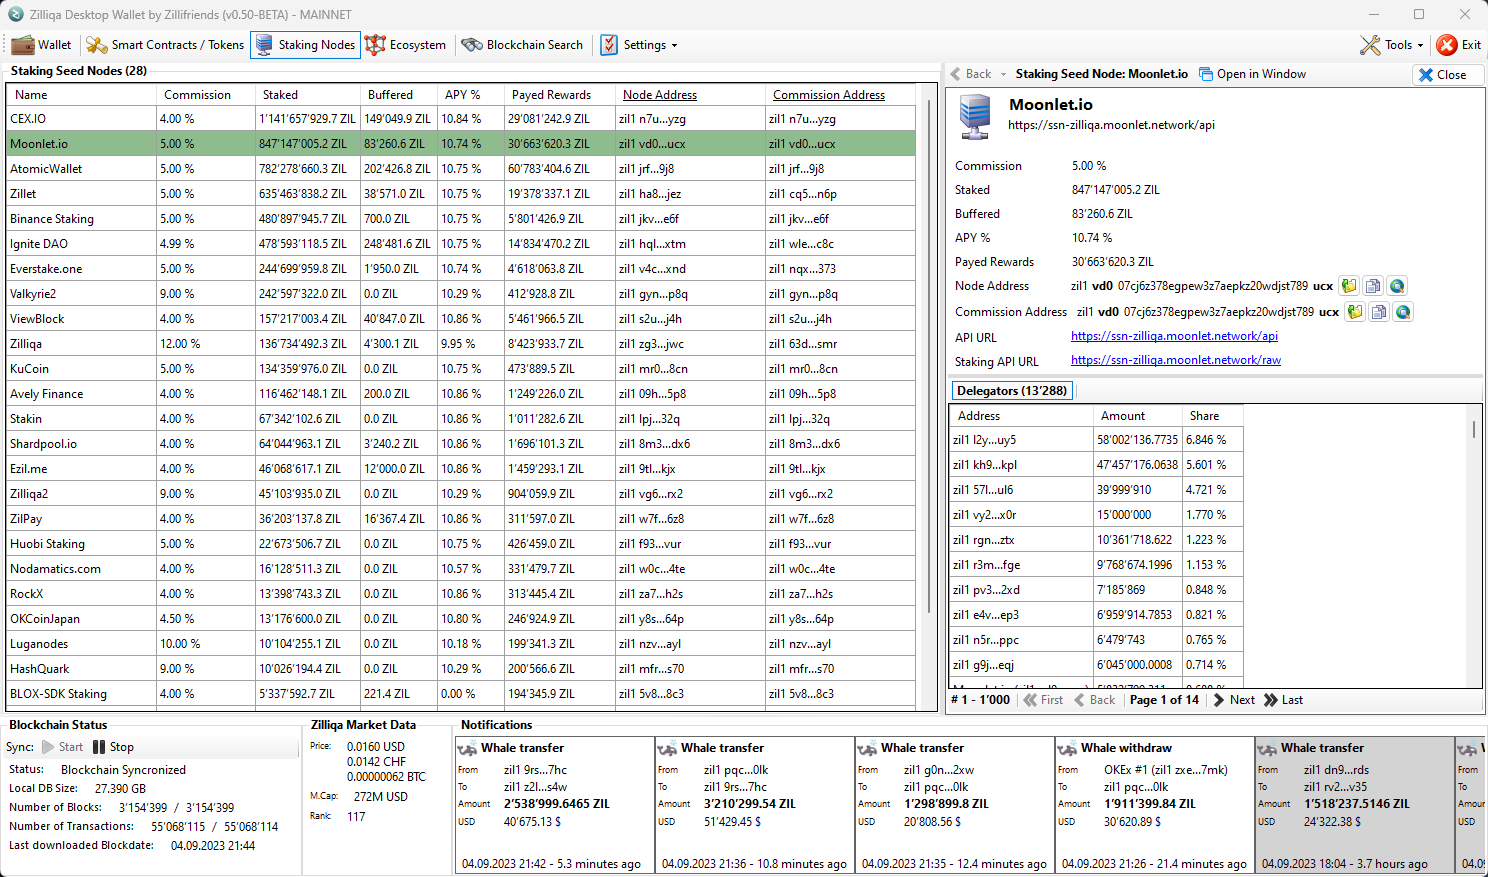 Zilliqa Desktop Wallet by Zillifriends (v0.50-BETA) - MAINNET
Wallet Smart Contracts / Tokens Staking Nodes Ecosystem Blockchain Search Settings Tools Exit
Staking Seed Nodes (28)
Name Commission Staked Buffered APY % Payed Rewards Node Address Commission Address
CEX.IO 4.00 % 1'141'657'929.7 ZIL 149'049.9 ZIL 10.84 % 29'081'242.9 ZIL zil1 n7u...yzg zil1 n7u...yzg
Moonlet.io 5.00 % 847'147'005.2 ZIL 83'260.6 ZIL 10.74 % 30'663'620.3 ZIL zil1 vd0...ucx zil1 vd0...ucx
AtomicWallet 5.00 % 782'278'660.3 ZIL 202'426.8 ZIL 10.75 % 60'783'404.6 ZIL zil1 jrf...9j8 zil1 jrf...9j8
Zillet 5.00 % 635'463'838.2 ZIL 38'571.0 ZIL 10.75 % 19'378'337.1 ZIL zil1 ha8...jez zil1 cq5...n6p
Binance Staking 5.00 % 480'897'945.7 ZIL 700.0 ZIL 10.75 % 5'801'426.9 ZIL zil1 jkv...e6f zil1 jkv...e6f
Ignite DAO 4.99 % 478'593'118.5 ZIL 248'481.6 ZIL 10.75 % 14'834'470.2 ZIL zil1 hql...xtm zil1 wle...c8c
Everstake.one 5.00 % 244'699'959.8 ZIL 1'950.0 ZIL 10.74 % 4'618'063.8 ZIL zil1 v4c...xnd zil1 nqx...373
Valkyrie2 9.00 % 242'597'322.0 ZIL 0.0 ZIL 10.29 % 412'928.8 ZIL zil1 gyn...p8q zil1 gyn...p8q
ViewBlock 5.00 % 157'217'003.4 ZIL 40'847.0 ZIL 10.75 % 5'461'966.5 ZIL zil1 s2u...j4h zil1 s2u...j4h
Zilliqa 12.00 % 136'734'492.3 ZIL 4'300.1 ZIL 9.95 % 8'423'933.7 ZIL zil1 zg3...jwc zil1 63d...smr
KuCoin 5.00 % 134'359'976.0 ZIL 0.0 ZIL 10.75 % 473'889.5 ZIL zil1 mr0...8cn zil1 mr0...8cn
Avely Finance 4.00 % 116'462'148.1 ZIL 200.0 ZIL 10.86 % 1'249'226.0 ZIL zil1 09h...5p8 zil1 09h...5p8
Stakin 4.00 % 67'342'102.6 ZIL 0.0 ZIL 10.86 % 1'011'282.6 ZIL zil1 lpj...32q zil1 lpj...32q
Shardpool.io 4.00 % 64'044'963.1 ZIL 3'240.2 ZIL 10.86 % 1'696'101.3 ZIL zil1 8m3...dx6 zil1 8m3...dx6
Ezil.me 4.00 % 46'068'617.1 ZIL 12'000.0 ZIL 10.86 % 1'459'293.1 ZIL zil1 9tl...kjx zil1 9tl...kjx
Zilliqa2 9.00 % 45'103'935.0 ZIL 0.0 ZIL 10.29 % 904'059.9 ZIL zil1 vg6...rx2 zil1 vg6...rx2
ZilPay 4.00 % 36'203'137.8 ZIL 16'367.4 ZIL 10.86 % 311'597.0 ZIL zil1 w7f...6z8 zil1 w7f...6z8
Huobi Staking 5.00 % 22'673'506.7 ZIL 0.0 ZIL 10.75 % 426'459.0 ZIL zil1 f93...vur zil1 f93...vur
Nodamatics.com 4.00 % 16'128'511.3 ZIL 0.0 ZIL 10.57 % 331'479.7 ZIL zil1 w0c...4te zil1 w0c...4te
RockX 4.00 % 13'398'743.3 ZIL 0.0 ZIL 10.86 % 313'445.4 ZIL zil1 za7...h2s zil1 za7...h2s
OKCoinJapan 4.50 % 13'176'600.0 ZIL 0.0 ZIL 10.80 % 246'924.9 ZIL zil1 y8s...64p zil1 y8s...64p
Luganodes 10.00 % 10'104'255.1 ZIL 0.0 ZIL 10.18 % 199'341.3 ZIL zil1 nzv...ayl zil1 nzv...ayl
HashQuark 9.00 % 10'026'194.4 ZIL 0.0 ZIL 10.29 % 200'566.6 ZIL zil1 mfr...s70 zil1 mfr...s70
BLOX-SDK Staking 4.00 % 5'337'592.7 ZIL 221.4 ZIL 0.00 % 194'345.9 ZIL zil1 5v8...8c3 zil1 5v8...8c3
Back Staking Seed Node: Moonlet.io Open in Window Close
Moonlet.io
https://ssn-zilliqa.moonlet.network/api
Commission 5.00 %
Staked 847'147'005.2 ZIL
Buffered 83'260.6 ZIL
APY % 10.74 %
Payed Rewards 30'663'620.3 ZIL
Node Address zil1 vd0 07cj6z378egpew3z7aepkz20wdjst789 ucx
Commission Address zil1 vd0 07cj6z378egpew3z7aepkz20wdjst789 ucx
API URL https://ssn-zilliqa.moonlet.network/api
Staking API URL https://ssn-zilliqa.moonlet.network/raw
Delegators (13'288)
Address Amount Share
zil1 l2y...uy5 58'002'136.7735 6.846 %
zil1 kh9...kpl 47'457'176.0638 5.601 %
zil1 57l...ul6 39'999'910 4.721 %
zil1 vy2...x0r 15'000'000 1.770 %
zil1 rgn...ztx 10'361'718.622 1.223 %
zil1 r3m...fge 9'768'674.1996 1.153 %
zil1 pv3...2xd 7'185'869 0.848 %
zil1 e4v...ep3 6'959'914.7853 0.821 %
zil1 n5r...ppc 6'479'743 0.765 %
zil1 g9j...eqj 6'045'000.0008 0.714 %
# 1 - 1'000 First Back Page 1 of 14 Next Last
Blockchain Status
Sync: Start Stop
Status: Blockchain Syncronized
Local DB Size: 27.390 GB
Number of Blocks: 3'154'399 / 3'154'399
Number of Transactions: 55'068'115 / 55'068'114
Last downloaded Blockdate: 04.09.2023 21:44
Zilliqa Market Data
Price: 0.0160 USD
0.0142 CHF
0.00000062 BTC
M.Cap: 272M USD
Rank: 117
Notifications
Whale transfer
From zil1 9rs...7hc
To zil1 z2l...s4w
Amount 2'538'999.6465 ZIL
USD 40'675.13 $
04.09.2023 21:42 - 5.3 minutes ago
Whale transfer
From zil1 pqc...0lk
To zil1 9rs...7hc
Amount 3'210'299.54 ZIL
USD 51'429.45 $
04.09.2023 21:36 - 10.8 minutes ago
Whale transfer
From zil1 g0n...2xw
To zil1 pqc...0lk
Amount 1'298'899.8 ZIL
USD 20'808.56 $
04.09.2023 21:35 - 12.4 minutes ago
Whale withdraw
From OKEx #1 (zil1 zxe...7mk)
To zil1 pqc...0lk
Amount 1'911'399.84 ZIL
USD 30'620.89 $
04.09.2023 21:26 - 21.4 minutes ago
Whale transfer
From zil1 dn9...rds
To zil1 rv2...v35
Amount 1'518'237.5146 ZIL
USD 24'322.38 $
04.09.2023 18:04 - 3.7 hours ago
From
To
USD